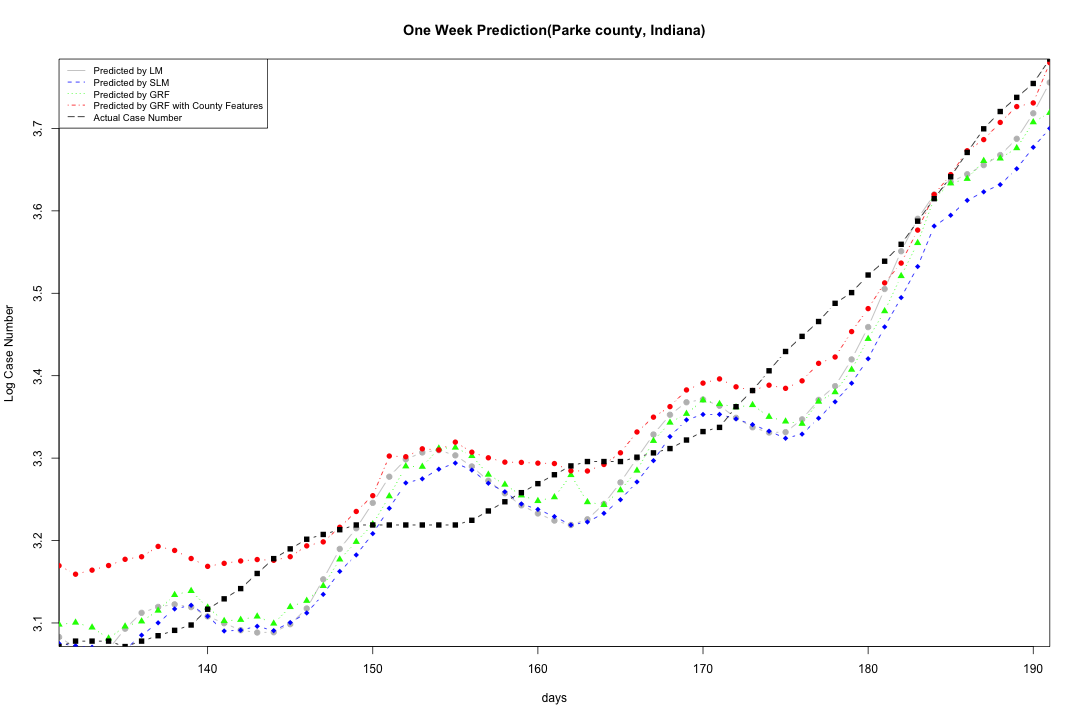 One Week Prediction(Parke county, Indiana)
Predicted by LM
Predicted by SLM
Predicted by GRF
Predicted by GRF with County Features
Actual Case Number
3.7
3.6
3.5
3.4
3.3
3.2
3.1
Log Case Number
140 150 160 170 180 190
days